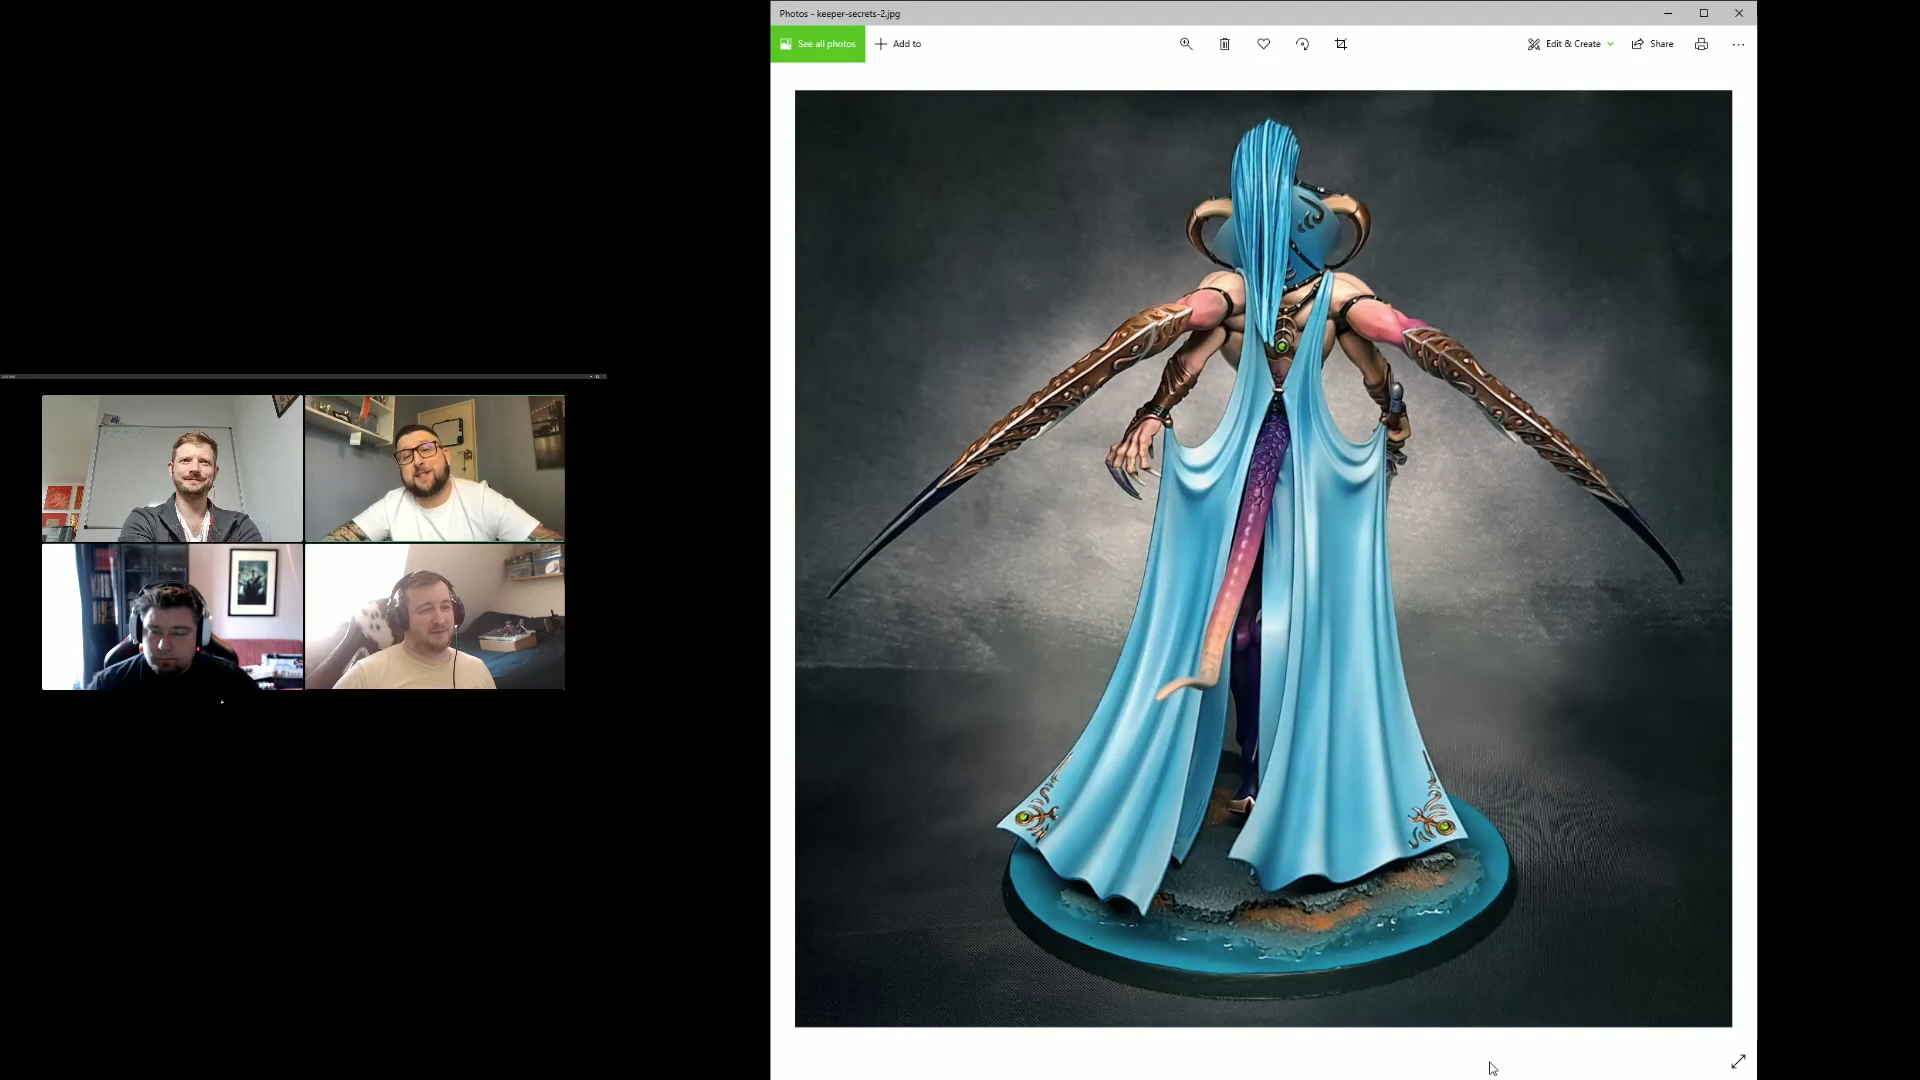 Photos - keeper-secrets-2.jpg
See all photos
Add to
Edit & Create
Share